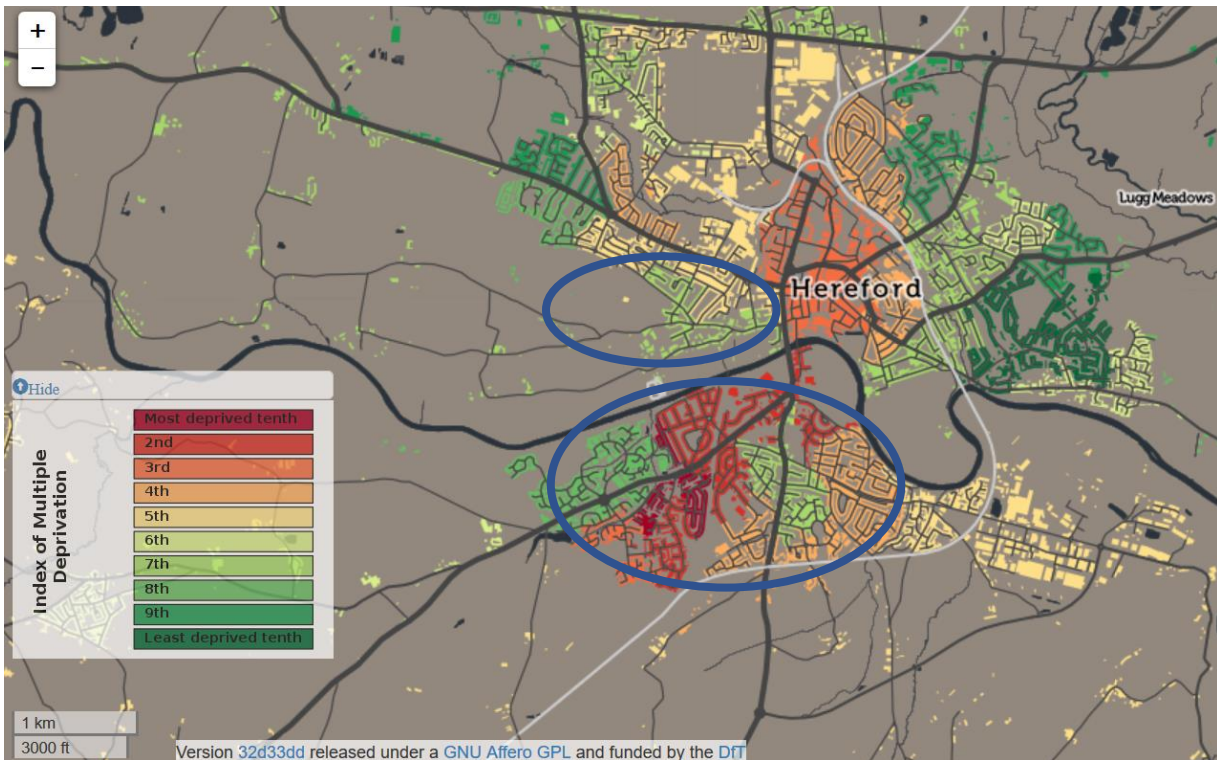 +
−
Lugg Meadows
Hereford
Hide
Index of Multiple
Deprivation
Most deprived tenth
2nd
3rd
4th
5th
6th
7th
8th
9th
Least deprived tenth
1 km
3000 ft
Version 32d33dd released under a GNU Affero GPL and funded by the DfT